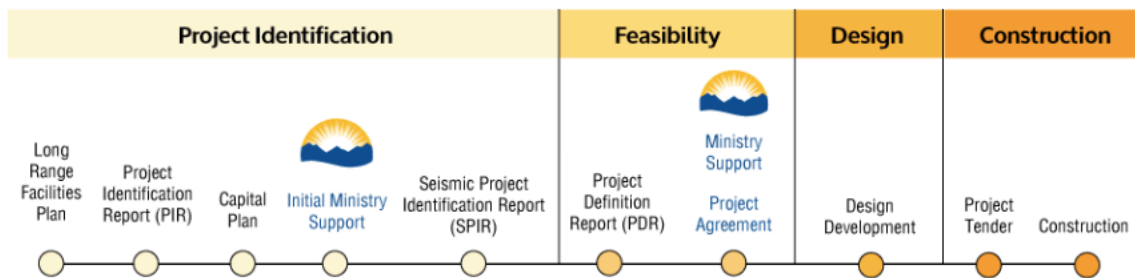 Project Identification
Feasibility
Design
Construction
Long
Range
Facilities
Plan
Project
Identification
Report (PIR)
Capital
Plan
Initial Ministry
Support
Seismic Project
Identification Report
(SPIR)
Project
Definition
Report (PDR)
Ministry
Support
Project
Agreement
Design
Development
Project
Tender
Construction